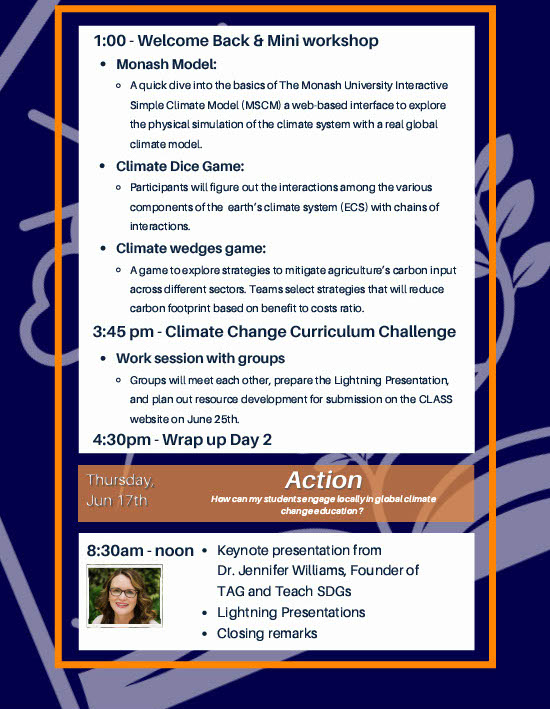 1:00 - Welcome Back & Mini workshop
• Monash Model:
A quick dive into the basics of The Monash University Interactive
Simple Climate Model (MSCM) a web-based interface to explore
the physical simulation of the climate system with a real global
climate model.
• Climate Dice Game:
Participants will figure out the interactions among the various
components of the earth's climate system (ECS) with chains of
interactions.
• Climate wedges game:
A game to explore strategies to mitigate agriculture's carbon input
across different sectors. Teams select strategies that will reduce
carbon footprint based on benefit to costs ratio.
3:45 pm - Climate Change Curriculum Challenge
• Work session with groups
Groups will meet each other, prepare the Lightning Presentation,
and plan out resource development for submission on the CLASS
website on June 25th.
4:30pm - Wrap up Day 2
Thursday,
Jun 17th
Action
How can my students engage locally in global climate
change education?
8:30am - noon
• Keynote presentation from
Dr. Jennifer Williams, Founder of
TAG and Teach SDGs
• Lightning Presentations
• Closing remarks